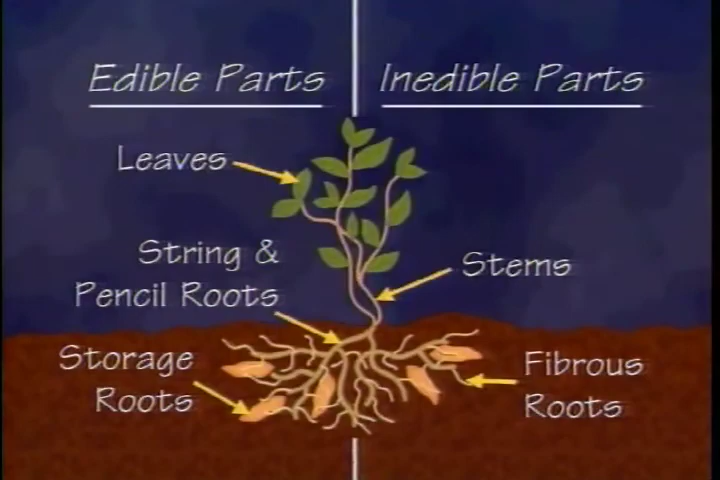 Edible Parts
Inedible Parts
Leaves
String &
Pencil Roots
Stems
Storage
Roots
Fibrous
Roots